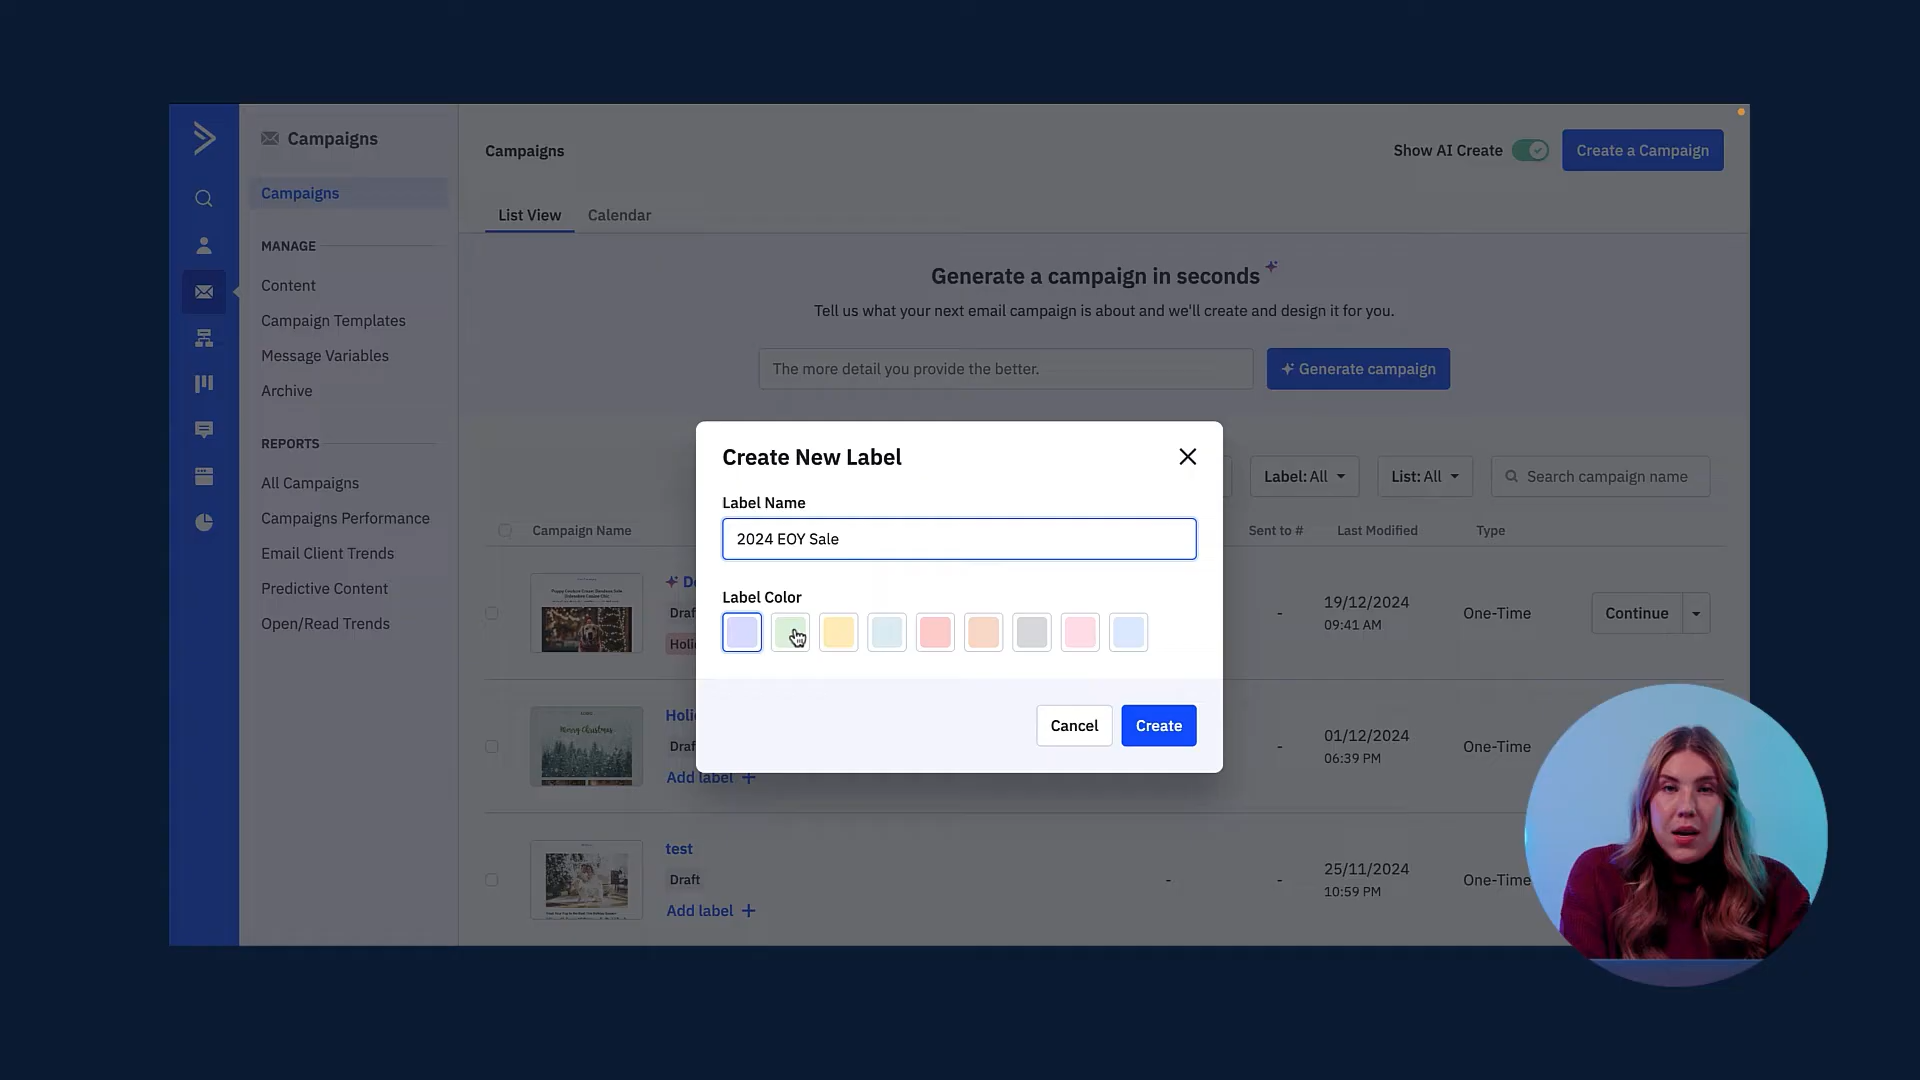 Campaigns
Campaigns
MANAGE
Content
Campaign Templates
Message Variables
Archive
REPORTS
All Campaigns
Campaigns Performance
Email Client Trends
Predictive Content
Open/Read Trends
Campaigns
Show AI Create
Create a Campaign
List View
Calendar
Generate a campaign in seconds
Tell us what your next email campaign is about and we'll create and design it for you.
The more detail you provide the better.
Generate campaign
Label: All
List: All
Search campaign name
Campaign Name
Sent to #
Last Modified
Type
Create New Label
Label Name
2024 EOY Sale
Label Color
Cancel
Create
19/12/2024
09:41 AM
One-Time
Continue
Merry Christmas
Add label +
-
01/12/2024
06:39 PM
One-Time
test
Draft
Add label +
-
-
25/11/2024
10:59 PM
One-Time